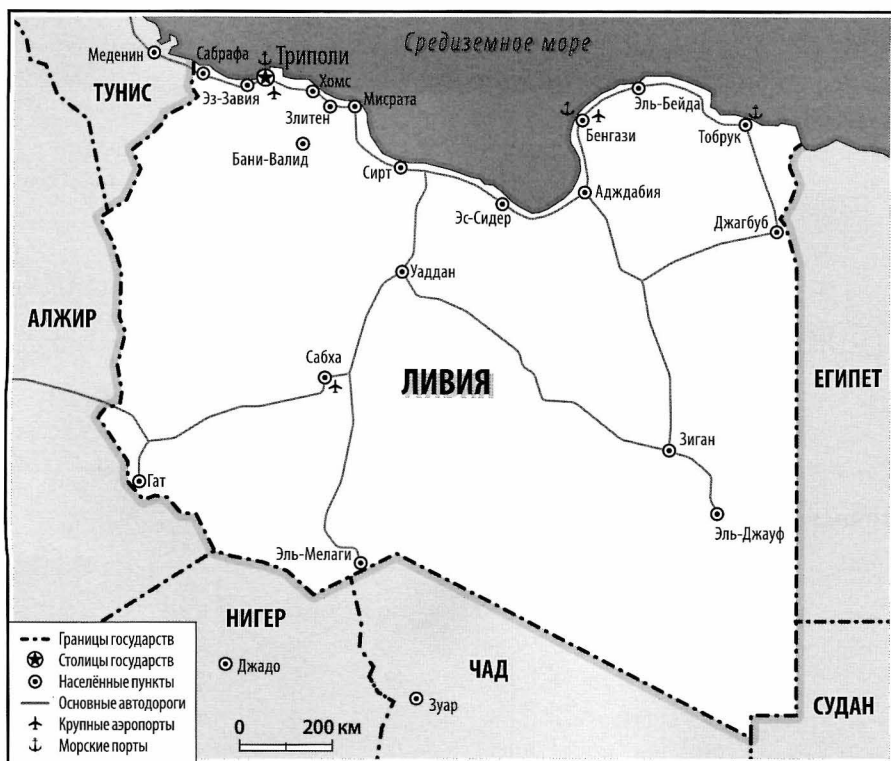 Средиземное море
Меденин
Сабрафа
Триполи
ТУНИС
Эз-Завия
Хомс
Злитен
Мисрата
Эль-Бейда
Бенгази
Тобрук
Бани-Валид
Сирт
Адждабия
Эс-Сидер
Джагбуб
Уаддан
АЛЖИР
Сабха
ЛИВИЯ
ЕГИПЕТ
Зиган
Гат
Эль-Джауф
Эль-Мелаги
НИГЕР
Джадо
ЧАД
Зуар
СУДАН
Границы государств
Столицы государств
Населённые пункты
Основные автодороги
Крупные аэропорты
Морские порты
0 200 км